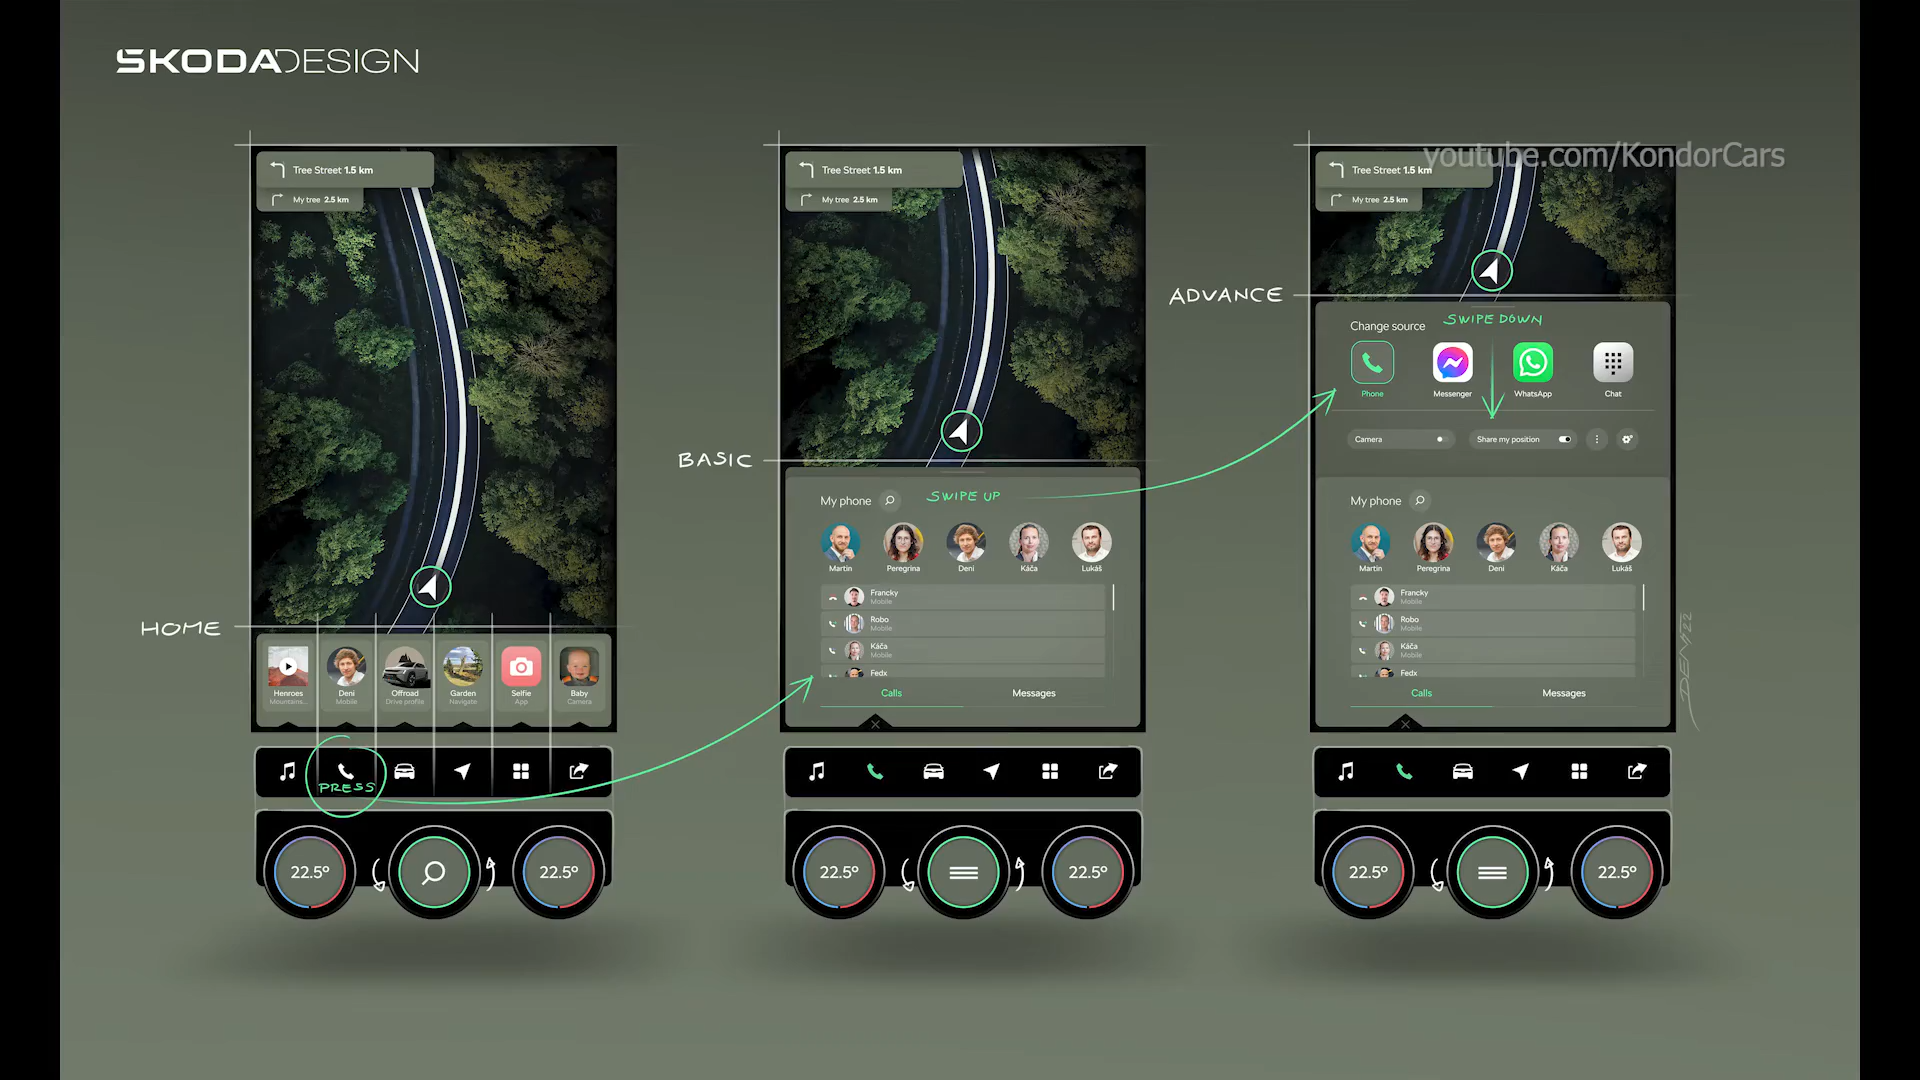 ŠKODA DESIGN
youtube.com/KondorCars
Tree Street 1.5 km
My tree 2.5 km
HOME
Henroes
Mountains...
Deni
Mobile
Offroad
Drive profile
Garden
Navigate
Selfie
App
Baby
Camera
PRESS
22.5°
22.5°
Tree Street 1.5 km
My tree 2.5 km
BASIC
My phone
SWIPE UP
Martin
Peregrina
Deni
Káča
Lukáš
Francky
Mobile
Robo
Mobile
Káča
Mobile
Fedx
Calls
Messages
22.5°
22.5°
Tree Street 1.5 km
My tree 2.5 km
ADVANCE
Change source
SWIPE DOWN
Phone
Messenger
WhatsApp
Chat
Camera
Share my position
My phone
Martin
Peregrina
Deni
Káča
Lukáš
Francky
Mobile
Robo
Mobile
Káča
Mobile
Fedx
Calls
Messages
DENI 22
22.5°
22.5°